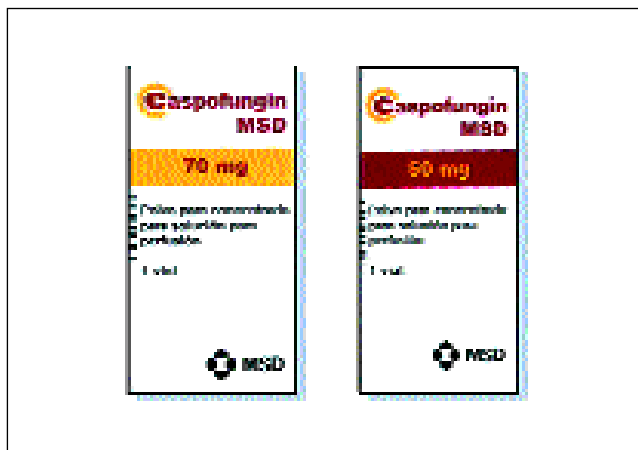 Caspofungin
MSD
70 mg
Polvo para concentrado
para solución para
perfusión
1 vial
MSD
Caspofungin
MSD
50 mg
Polvo para concentrado
para solución para
perfusión
1 vial
MSD